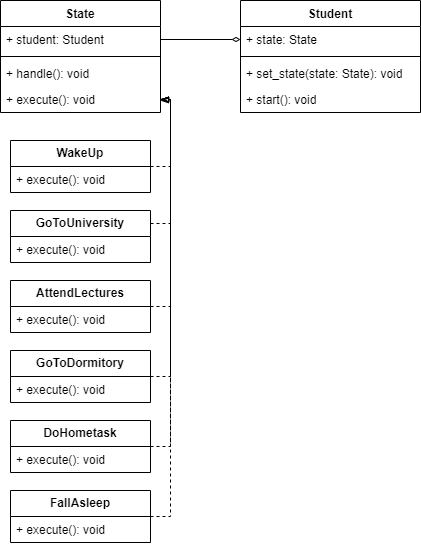 State
+ student: Student
+ handle(): void
+ execute(): void
Student
+ state: State
+ set_state(state: State): void
+ start(): void
WakeUp
+ execute(): void
GoToUniversity
+ execute(): void
AttendLectures
+ execute(): void
GoToDormitory
+ execute(): void
DoHometask
+ execute(): void
FallAsleep
+ execute(): void